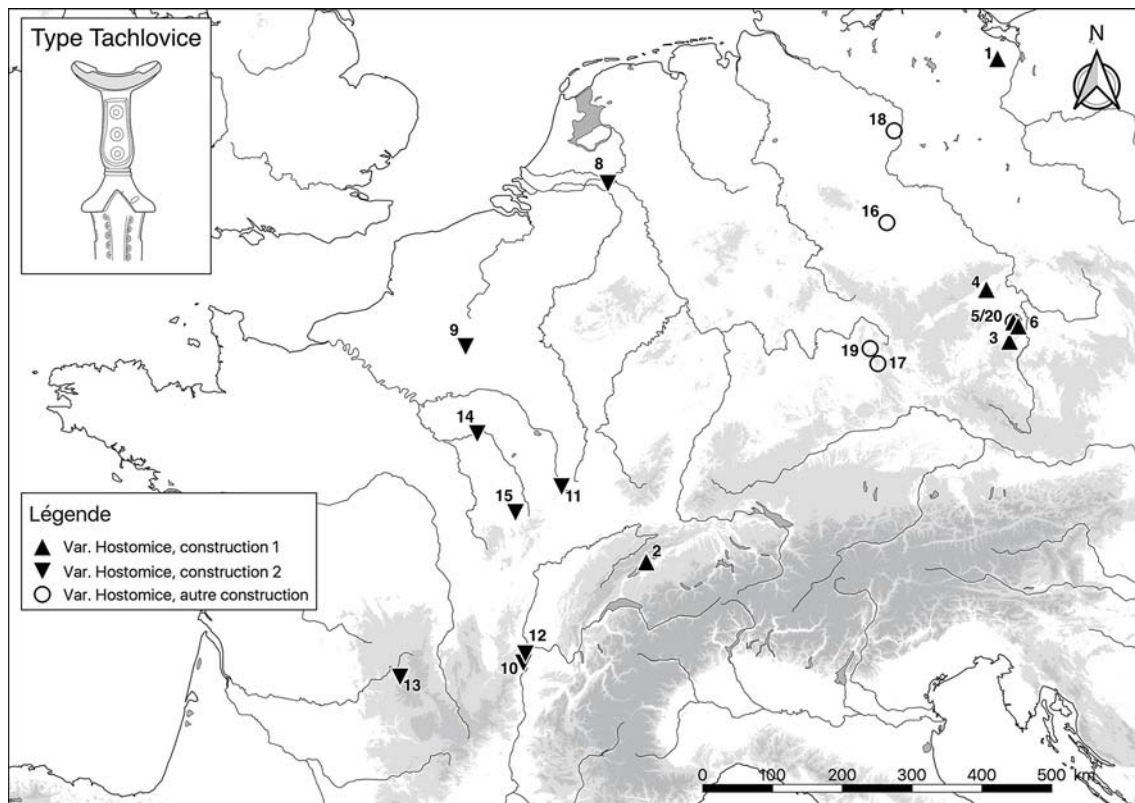 Type Tachlovice
N
1
18
8
16
4
5/20
6
3
9
19
17
14
11
15
2
12
10
13
Légende
Var. Hostomice, construction 1
Var. Hostomice, construction 2
Var. Hostomice, autre construction
0 100 200 300 400 500 km